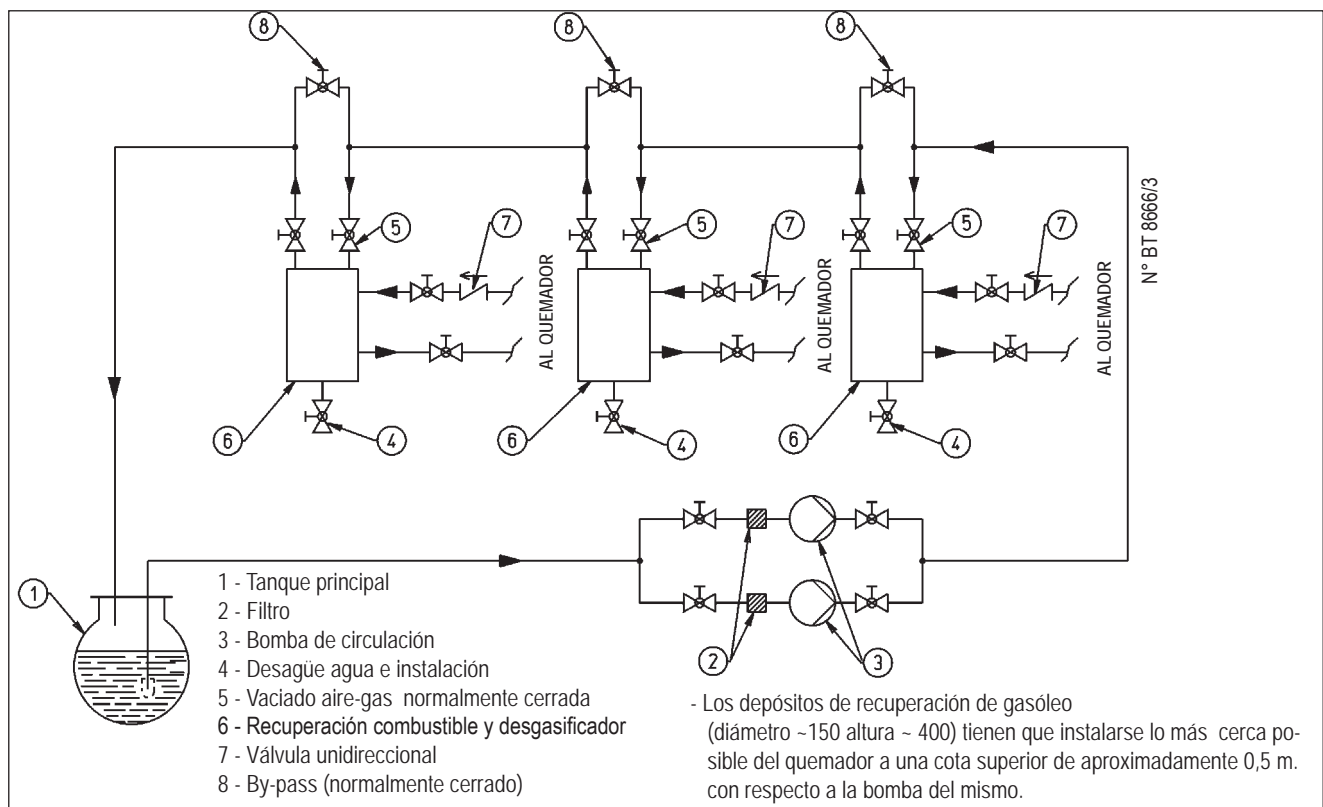 8
8
8
5
7
5
7
5
7
AL QUEMADOR
AL QUEMADOR
AL QUEMADOR
N° BT 8666/3
6
4
6
4
6
4
1
2
3
1 - Tanque principal
2 - Filtro
3 - Bomba de circulación
4 - Desagüe agua e instalación
5 - Vaciado aire-gas normalmente cerrada
6 - Recuperación combustible y desgasificador
7 - Válvula unidireccional
8 - By-pass (normalmente cerrado)
- Los depósitos de recuperación de gasóleo
(diámetro ~150 altura ~ 400) tienen que instalarse lo más cerca po-
sible del quemador a una cota superior de aproximadamente 0,5 m.
con respecto a la bomba del mismo.